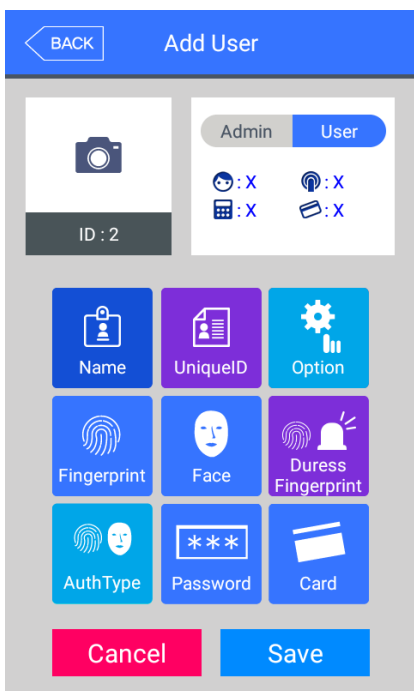 BACK
Add User
Admin
User
: X
: X
: X
: X
ID : 2
Name
UniqueID
Option
Fingerprint
Face
Duress
Fingerprint
AuthType
***
Password
Card
Cancel
Save